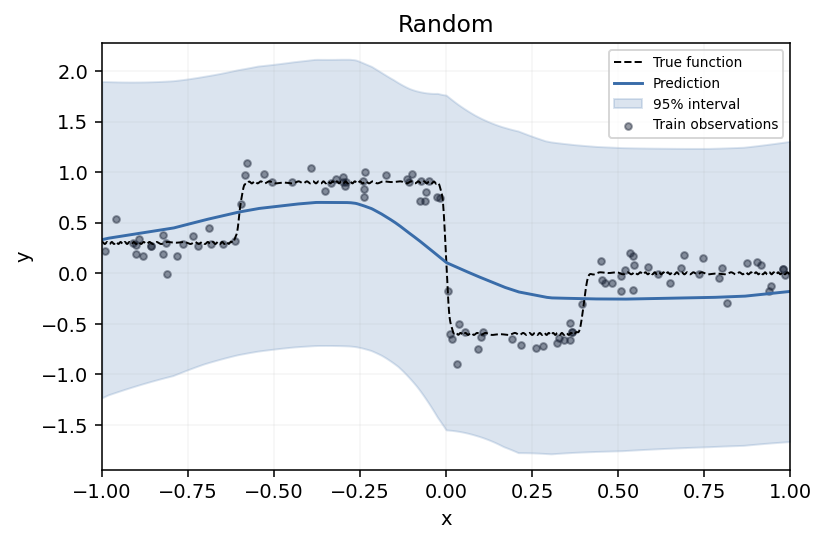 Random
True function
Prediction
95% interval
Train observations
y
2.0
1.5
1.0
0.5
0.0
−0.5
−1.0
−1.5
−1.00 −0.75 −0.50 −0.25 0.00 0.25 0.50 0.75 1.00
x